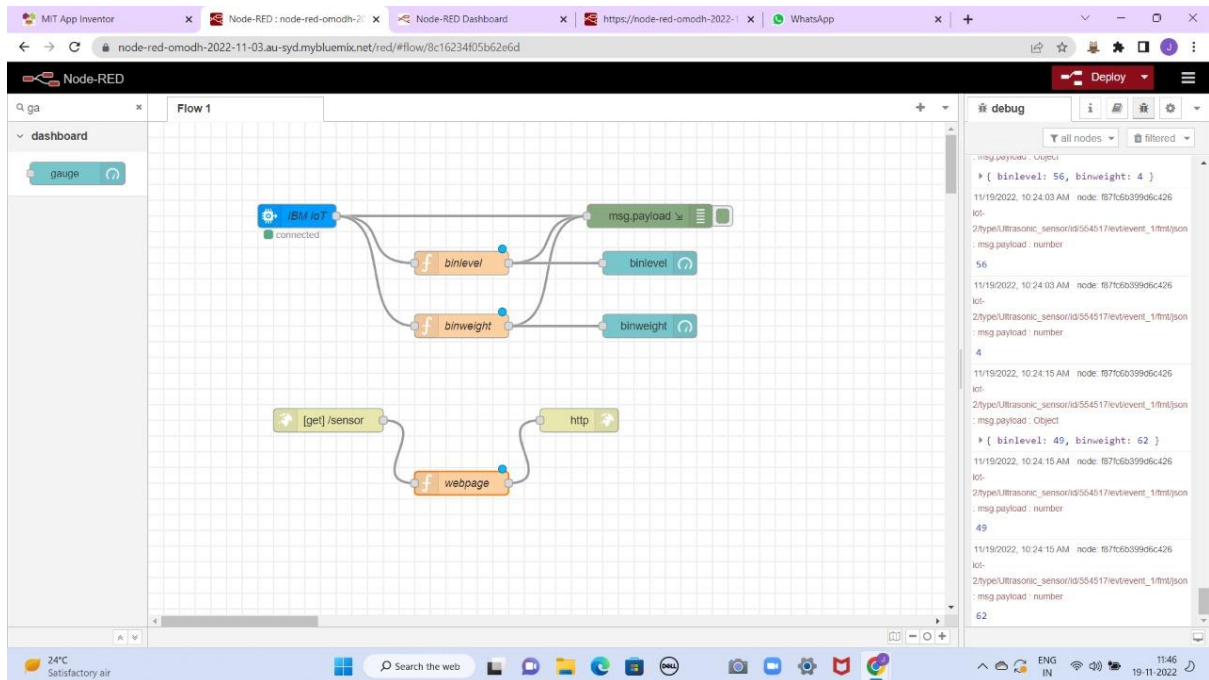 MIT App Inventor
Node-RED : node-red-omodh-20
Node-RED Dashboard
https://node-red-omodh-2022-1
WhatsApp
node-red-omodh-2022-11-03.au-syd.mybluemix.net/red/#flow/8c16234f05b62e6d
J
Node-RED
Deploy
ga
Flow 1
debug
i
all nodes
filtered
dashboard
gauge
IBM IoT
connected
msg.payload
f binlevel
binlevel
f binweight
binweight
[get] /sensor
http
f webpage
: msg.payload : Object
{ binlevel: 56, binweight: 4 }
11/19/2022, 10:24:03 AM node: f87fc6b399d6c426
iot-
2/type/Ultrasonic_sensor/id/554517/evt/event_1/fmt/json
: msg.payload : number
56
11/19/2022, 10:24:03 AM node: f87fc6b399d6c426
iot-
2/type/Ultrasonic_sensor/id/554517/evt/event_1/fmt/json
: msg.payload : number
4
11/19/2022, 10:24:15 AM node: f87fc6b399d6c426
iot-
2/type/Ultrasonic_sensor/id/554517/evt/event_1/fmt/json
: msg.payload : Object
{ binlevel: 49, binweight: 62 }
11/19/2022, 10:24:15 AM node: f87fc6b399d6c426
iot-
2/type/Ultrasonic_sensor/id/554517/evt/event_1/fmt/json
: msg.payload : number
49
11/19/2022, 10:24:15 AM node: f87fc6b399d6c426
iot-
2/type/Ultrasonic_sensor/id/554517/evt/event_1/fmt/json
: msg.payload : number
62
24°C
Satisfactory air
Search the web
DELL
ENG
IN
11:46
19-11-2022